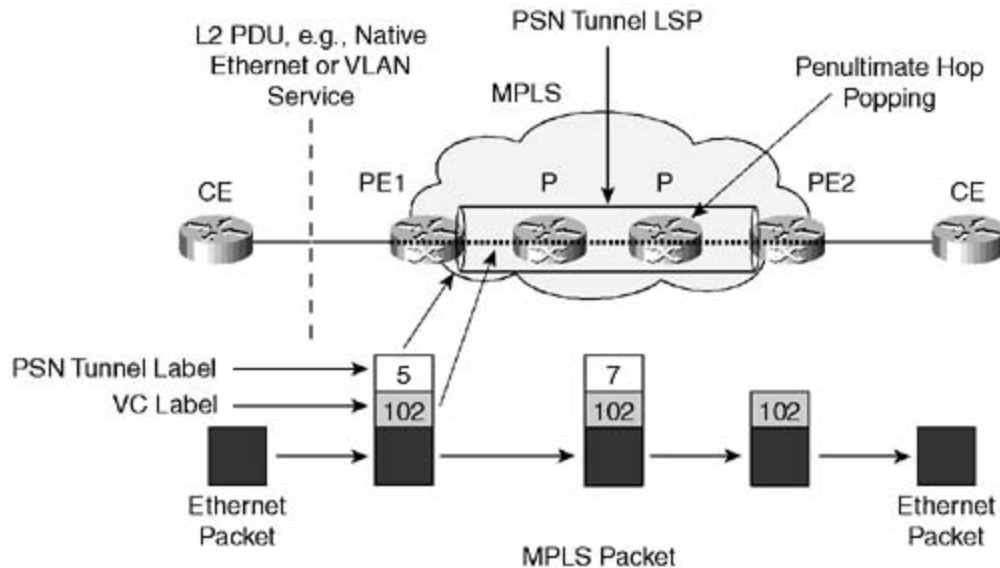 PSN Tunnel LSP
L2 PDU, e.g., Native
Ethernet or VLAN
Service
Penultimate Hop
Popping
MPLS
CE
PE1
P
P
PE2
CE
PSN Tunnel Label
5
7
VC Label
102
102
102
Ethernet
Packet
Ethernet
Packet
MPLS Packet